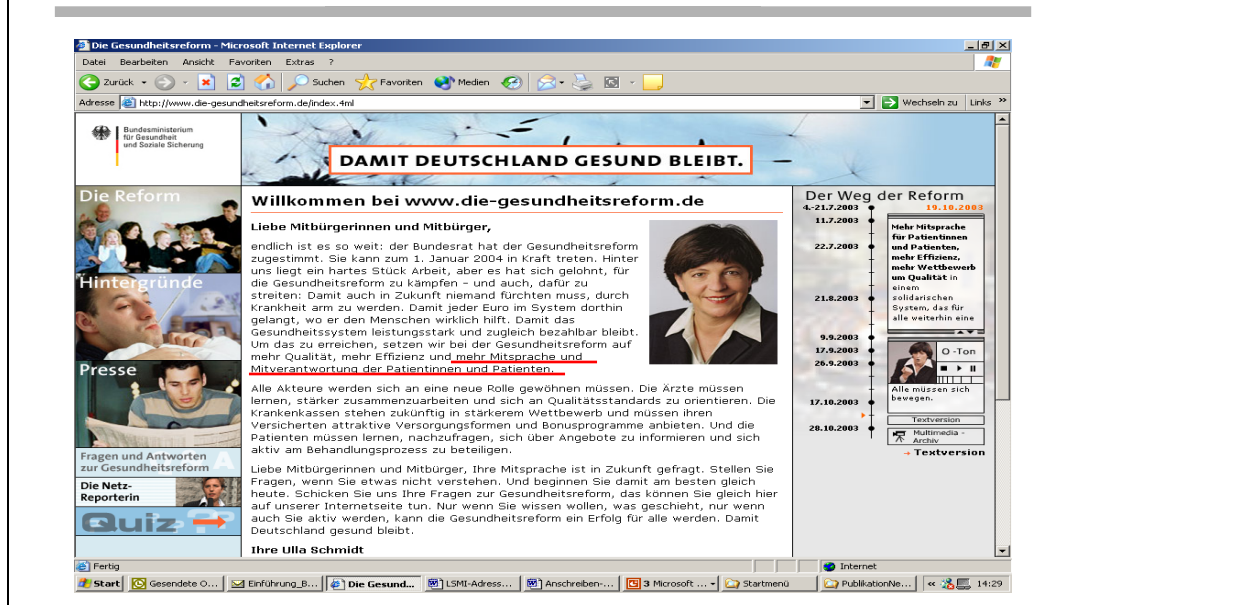 Die Gesundheitsreform - Microsoft Internet Explorer
Datei Bearbeiten Ansicht Favoriten Extras ?
Zurück Suchen Favoriten Medien
Adresse http://www.die-gesundheitsreform.de/index.4ml Wechseln zu Links »
Bundesministerium
für Gesundheit
und Soziale Sicherung
DAMIT DEUTSCHLAND GESUND BLEIBT.
Die Reform
Hintergründe
Presse
Fragen und Antworten
zur Gesundheitsreform
Die Netz-
Reporterin
Quiz
Willkommen bei www.die-gesundheitsreform.de
Liebe Mitbürgerinnen und Mitbürger,
endlich ist es so weit: der Bundesrat hat der Gesundheitsreform
zugestimmt. Sie kann zum 1. Januar 2004 in Kraft treten. Hinter
uns liegt ein hartes Stück Arbeit, aber es hat sich gelohnt, für
die Gesundheitsreform zu kämpfen – und auch, dafür zu
streiten: Damit auch in Zukunft niemand fürchten muss, durch
Krankheit arm zu werden. Damit jeder Euro im System dorthin
gelangt, wo er den Menschen wirklich hilft. Damit das
Gesundheitssystem leistungsstark und zugleich bezahlbar bleibt.
Um das zu erreichen, setzen wir bei der Gesundheitsreform auf
mehr Qualität, mehr Effizienz und mehr Mitsprache und
Mitverantwortung der Patientinnen und Patienten.
Alle Akteure werden sich an eine neue Rolle gewöhnen müssen. Die Ärzte müssen
lernen, stärker zusammenzuarbeiten und sich an Qualitätsstandards zu orientieren. Die
Krankenkassen stehen zukünftig in stärkerem Wettbewerb und müssen ihren
Versicherten attraktive Versorgungsformen und Bonusprogramme anbieten. Und die
Patienten müssen lernen, nachzufragen, sich über Angebote zu informieren und sich
aktiv am Behandlungsprozess zu beteiligen.
Liebe Mitbürgerinnen und Mitbürger, Ihre Mitsprache ist in Zukunft gefragt. Stellen Sie
Fragen, wenn Sie etwas nicht verstehen. Und beginnen Sie damit am besten gleich
heute. Schicken Sie uns Ihre Fragen zur Gesundheitsreform, das können Sie gleich hier
auf unserer Internetseite tun. Nur wenn Sie wissen wollen, was geschieht, nur wenn
auch Sie aktiv werden, kann die Gesundheitsreform ein Erfolg für alle werden. Damit
Deutschland gesund bleibt.
Ihre Ulla Schmidt
Der Weg der Reform
4.-21.7.2003 19.10.2003
11.7.2003
22.7.2003
21.8.2003
9.9.2003
17.9.2003
26.9.2003
17.10.2003
28.10.2003
Mehr Mitsprache
für Patientinnen
und Patienten,
mehr Effizienz,
mehr Wettbewerb
um Qualität in
einem
solidarischen
System, das für
alle weiterhin eine
O -Ton
Alle müssen sich
bewegen.
Textversion
Multimedia -
Archiv
→ Textversion
Fertig Internet
Start Gesendete O... Einführung_B... Die Gesund... LSMI-Adress... Anschreiben-... 3 Microsoft ... Startmenü PublikationNe... « 14:29